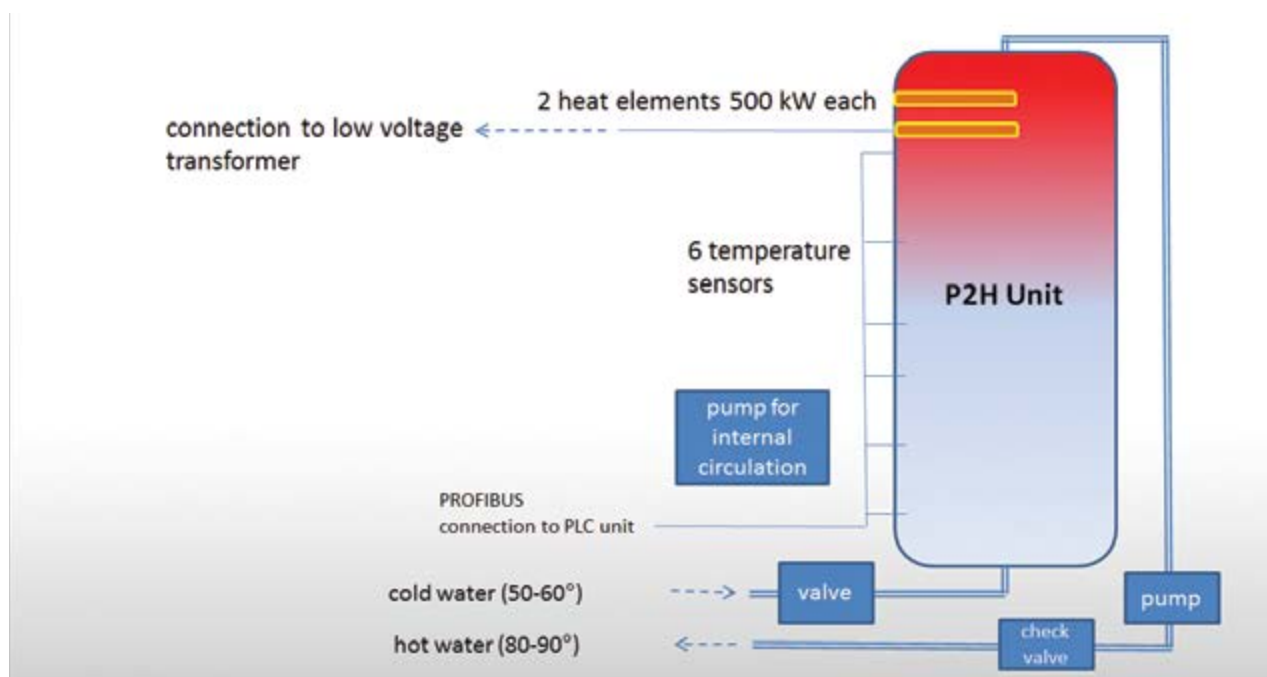 2 heat elements 500 kW each
connection to low voltage
transformer
6 temperature
sensors
P2H Unit
pump for
internal
circulation
PROFIBUS
connection to PLC unit
cold water (50-60°)
valve
pump
hot water (80-90°)
check
valve